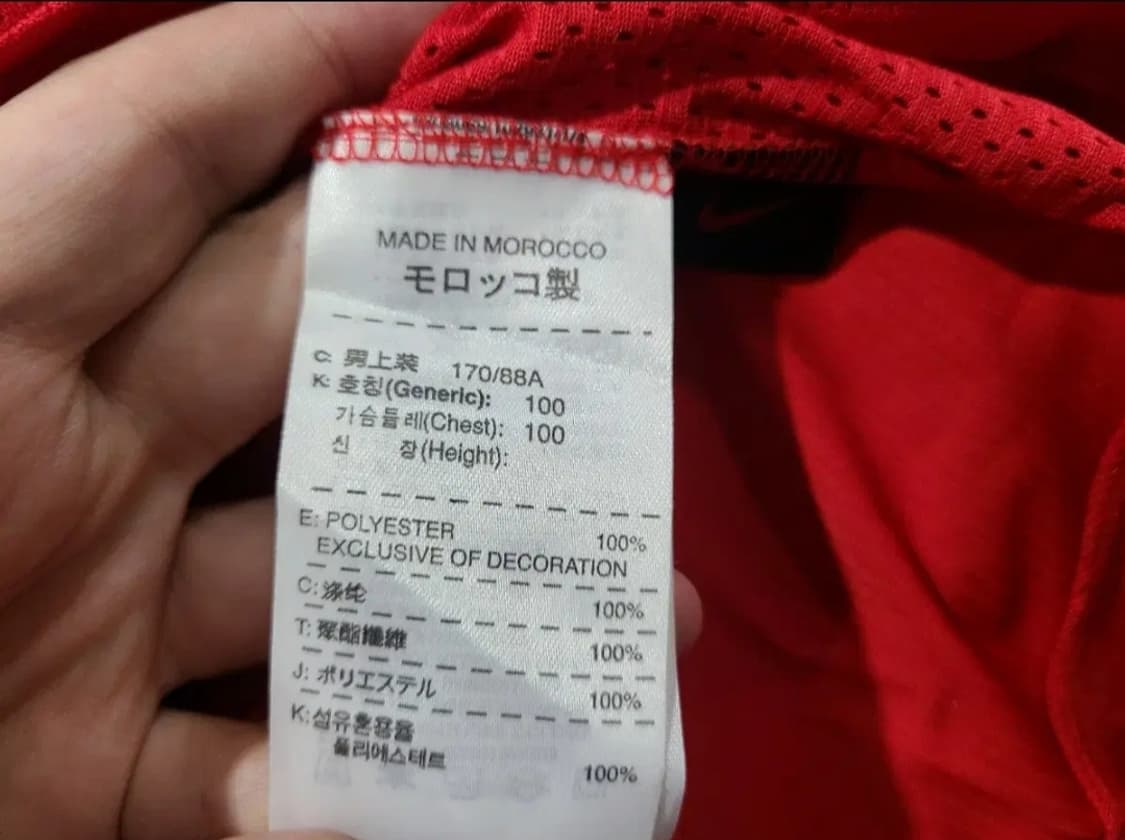 MADE IN MOROCCO
モロッコ製
C: 男上装 170/88A
K: 호칭(Generic): 100
가슴둘레(Chest): 100
신 장(Height):
E: POLYESTER 100%
EXCLUSIVE OF DECORATION
C: 涤纶 100%
T: 聚酯纖維 100%
J: ポリエステル 100%
K: 섬유혼용율
폴리에스테르 100%